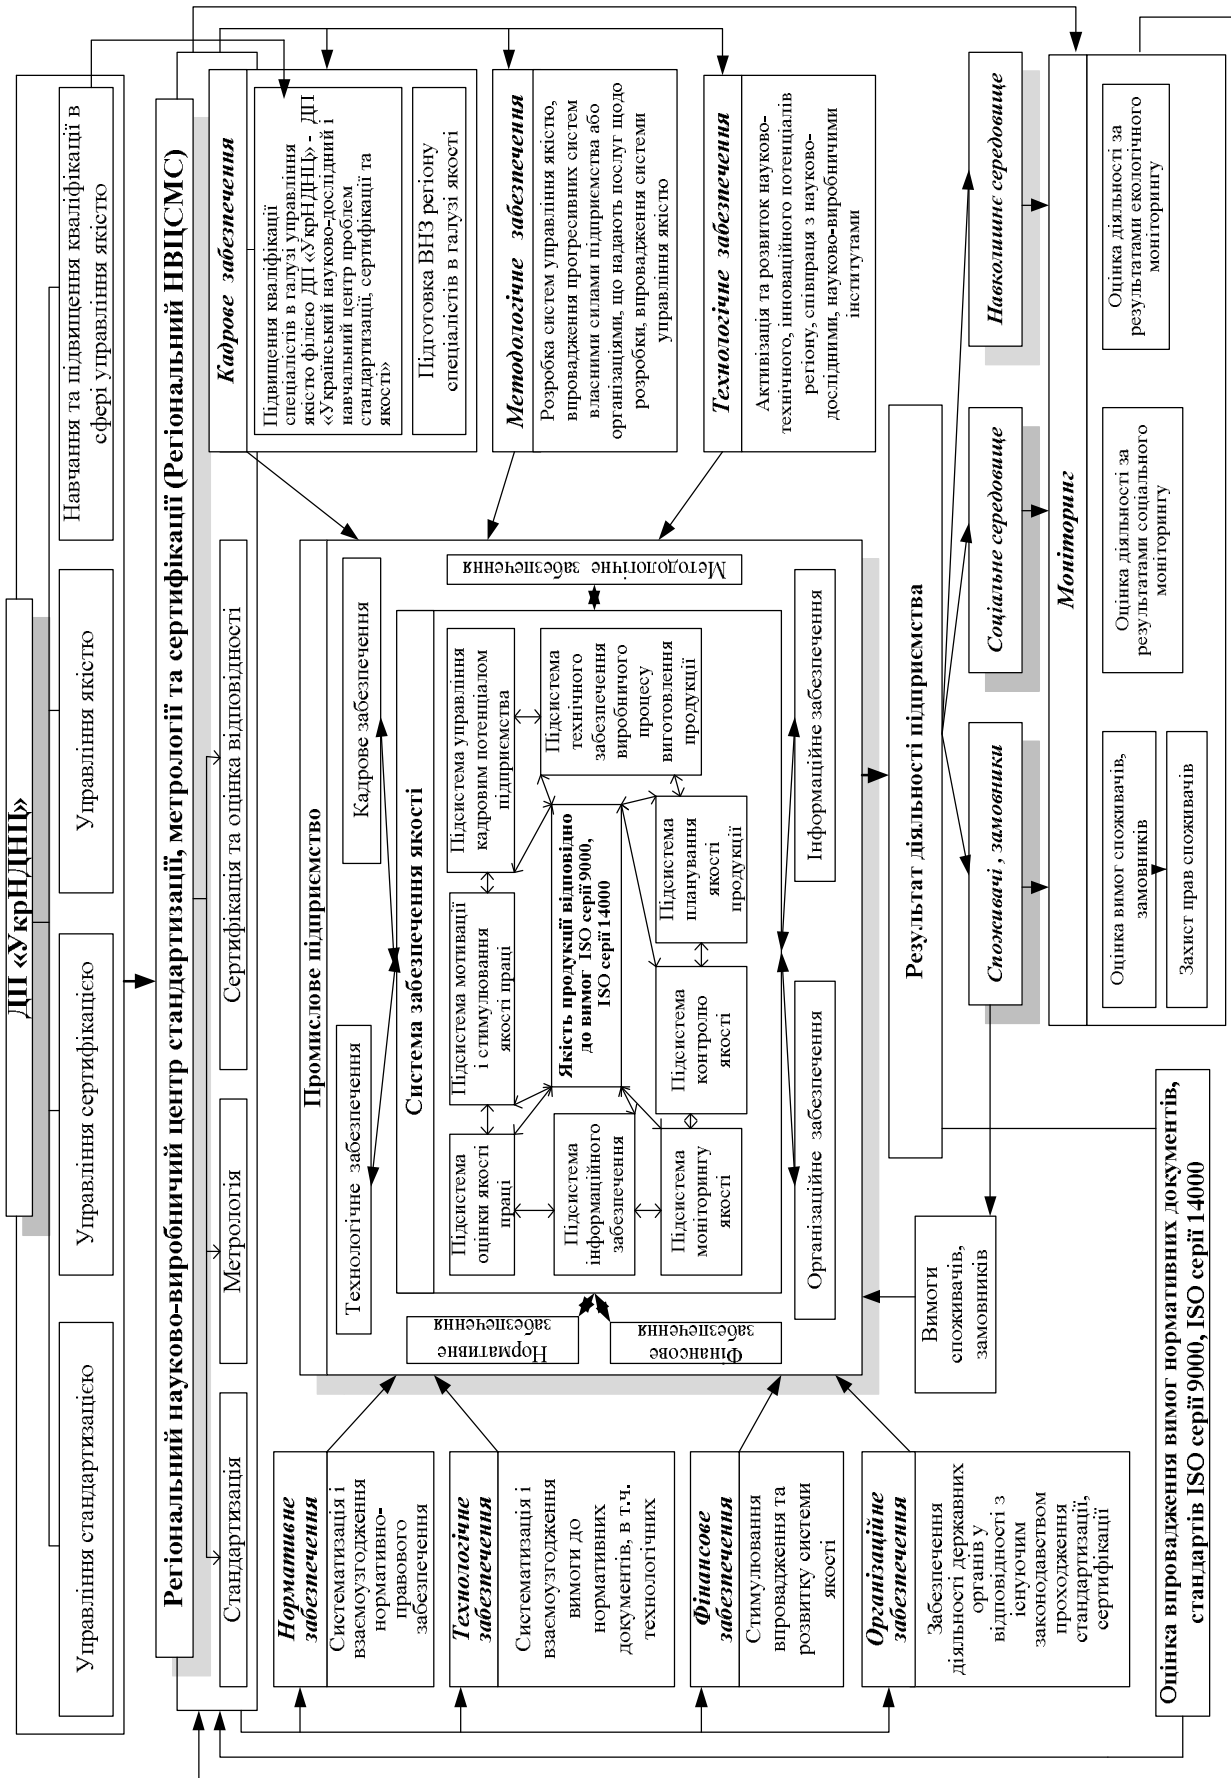 ДП «УкрНДНЦ»
Управління стандартизацією
Управління сертифікацією
Управління якістю
Навчання та підвищення кваліфікації в
сфері управління якістю
Регіональний науково-виробничий центр стандартизації, метрології та сертифікації (Регіональний НВЦСМС)
Стандартизація
Метрологія
Сертифікація та оцінка відповідності
Нормативне
забезпечення
Систематизація і
взаємоузгодження
нормативно-
правового
забезпечення
Технологічне
забезпечення
Систематизація і
взаємоузгодження
вимоги до
нормативних
документів, в т.ч.
технологічних
Фінансове
забезпечення
Стимулювання
впровадження та
розвитку системи
якості
Організаційне
забезпечення
Забезпечення
діяльності державних
органів у
відповідності з
існуючим
законодавством
проходження
стандартизації,
сертифікації
Промислове підприємство
Технологічне забезпечення
Кадрове забезпечення
Нормативне
забезпечення
Фінансове
забезпечення
Система забезпечення якості
Підсистема
оцінки якості
праці
Підсистема мотивації
і стимулювання
якості праці
Підсистема управління
кадровим потенціалом
підприємства
Підсистема
інформаційного
забезпечення
Якість продукції відповідно
до вимог ISO серії 9000,
ISO серії 14000
Підсистема
технічного
забезпечення
виробничого
процесу
виготовлення
продукції
Підсистема
моніторингу
якості
Підсистема
контролю
якості
Підсистема
планування
якості
продукції
Методологічне забезпечення
Організаційне забезпечення
Інформаційне забезпечення
Кадрове забезпечення
Підвищення кваліфікації
спеціалістів в галузі управління
якістю філією ДП «УкрНДНЦ» - ДП
«Український науково-дослідний і
навчальний центр проблем
стандартизації, сертифікації та
якості»
Підготовка ВНЗ регіону
спеціалістів в галузі якості
Методологічне забезпечення
Розробка систем управління якістю,
впровадження прогресивних систем
власними силами підприємства або
організаціями, що надають послуг щодо
розробки, впровадження системи
управління якістю
Технологічне забезпечення
Активізація та розвиток науково-
технічного, інноваційного потенціалів
регіону, співпраця з науково-
дослідними, науково-виробничими
інститутами
Вимоги
споживачів,
замовників
Результат діяльності підприємства
Споживачі , замовники
Соціальне середовище
Навколишнє середовище
Моніторинг
Оцінка вимог споживачів,
замовників
Захист прав споживачів
Оцінка діяльності за
результатами соціального
моніторингу
Оцінка діяльності за
результатами екологічного
моніторингу
Оцінка впровадження вимог нормативних документів,
стандартів ISO серії 9000, ISO серії 14000